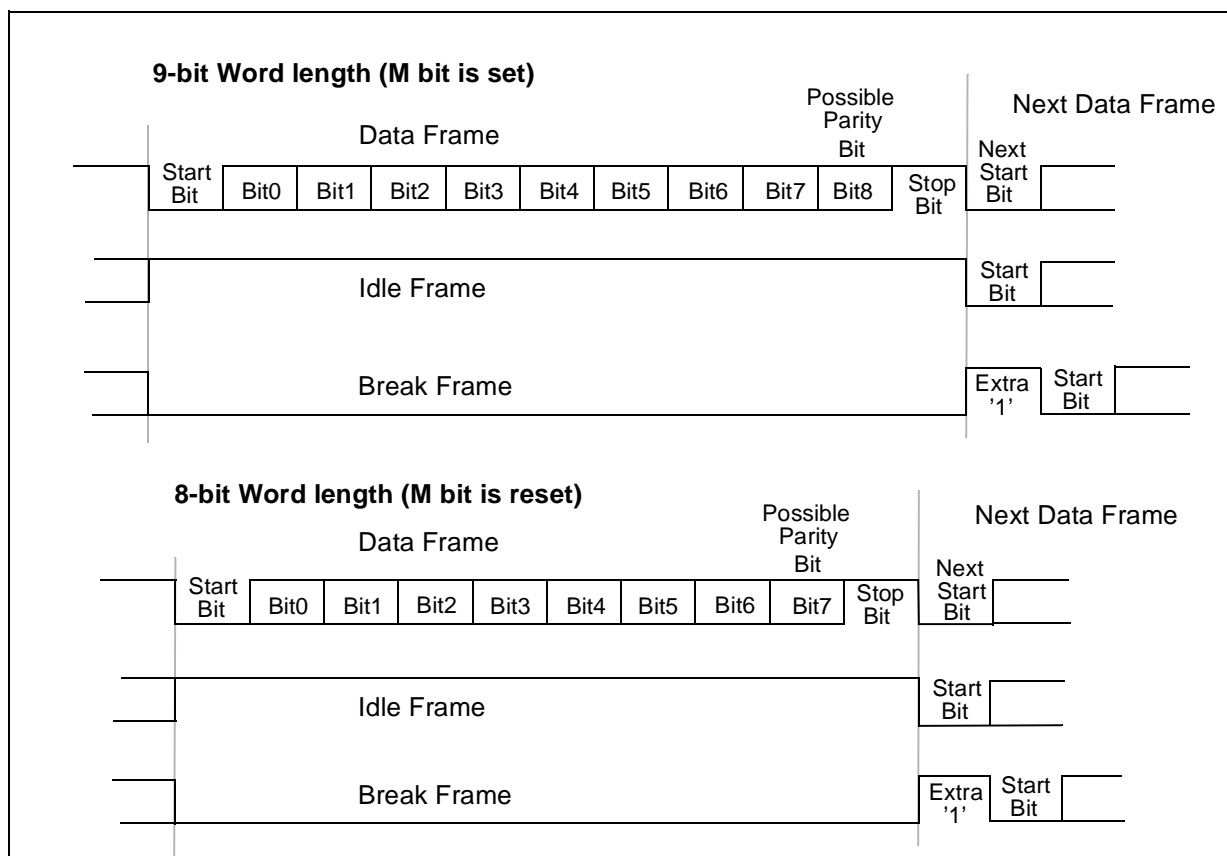 9-bit Word length (M bit is set)
Possible
Parity
Bit
Next Data Frame
Data Frame
Start
Bit
Bit0
Bit1
Bit2
Bit3
Bit4
Bit5
Bit6
Bit7
Bit8
Stop
Bit
Next
Start
Bit
Idle Frame
Start
Bit
Break Frame
Extra
'1'
Start
Bit
8-bit Word length (M bit is reset)
Possible
Parity
Bit
Next Data Frame
Data Frame
Start
Bit
Bit0
Bit1
Bit2
Bit3
Bit4
Bit5
Bit6
Bit7
Stop
Bit
Next
Start
Bit
Idle Frame
Start
Bit
Break Frame
Extra
'1'
Start
Bit